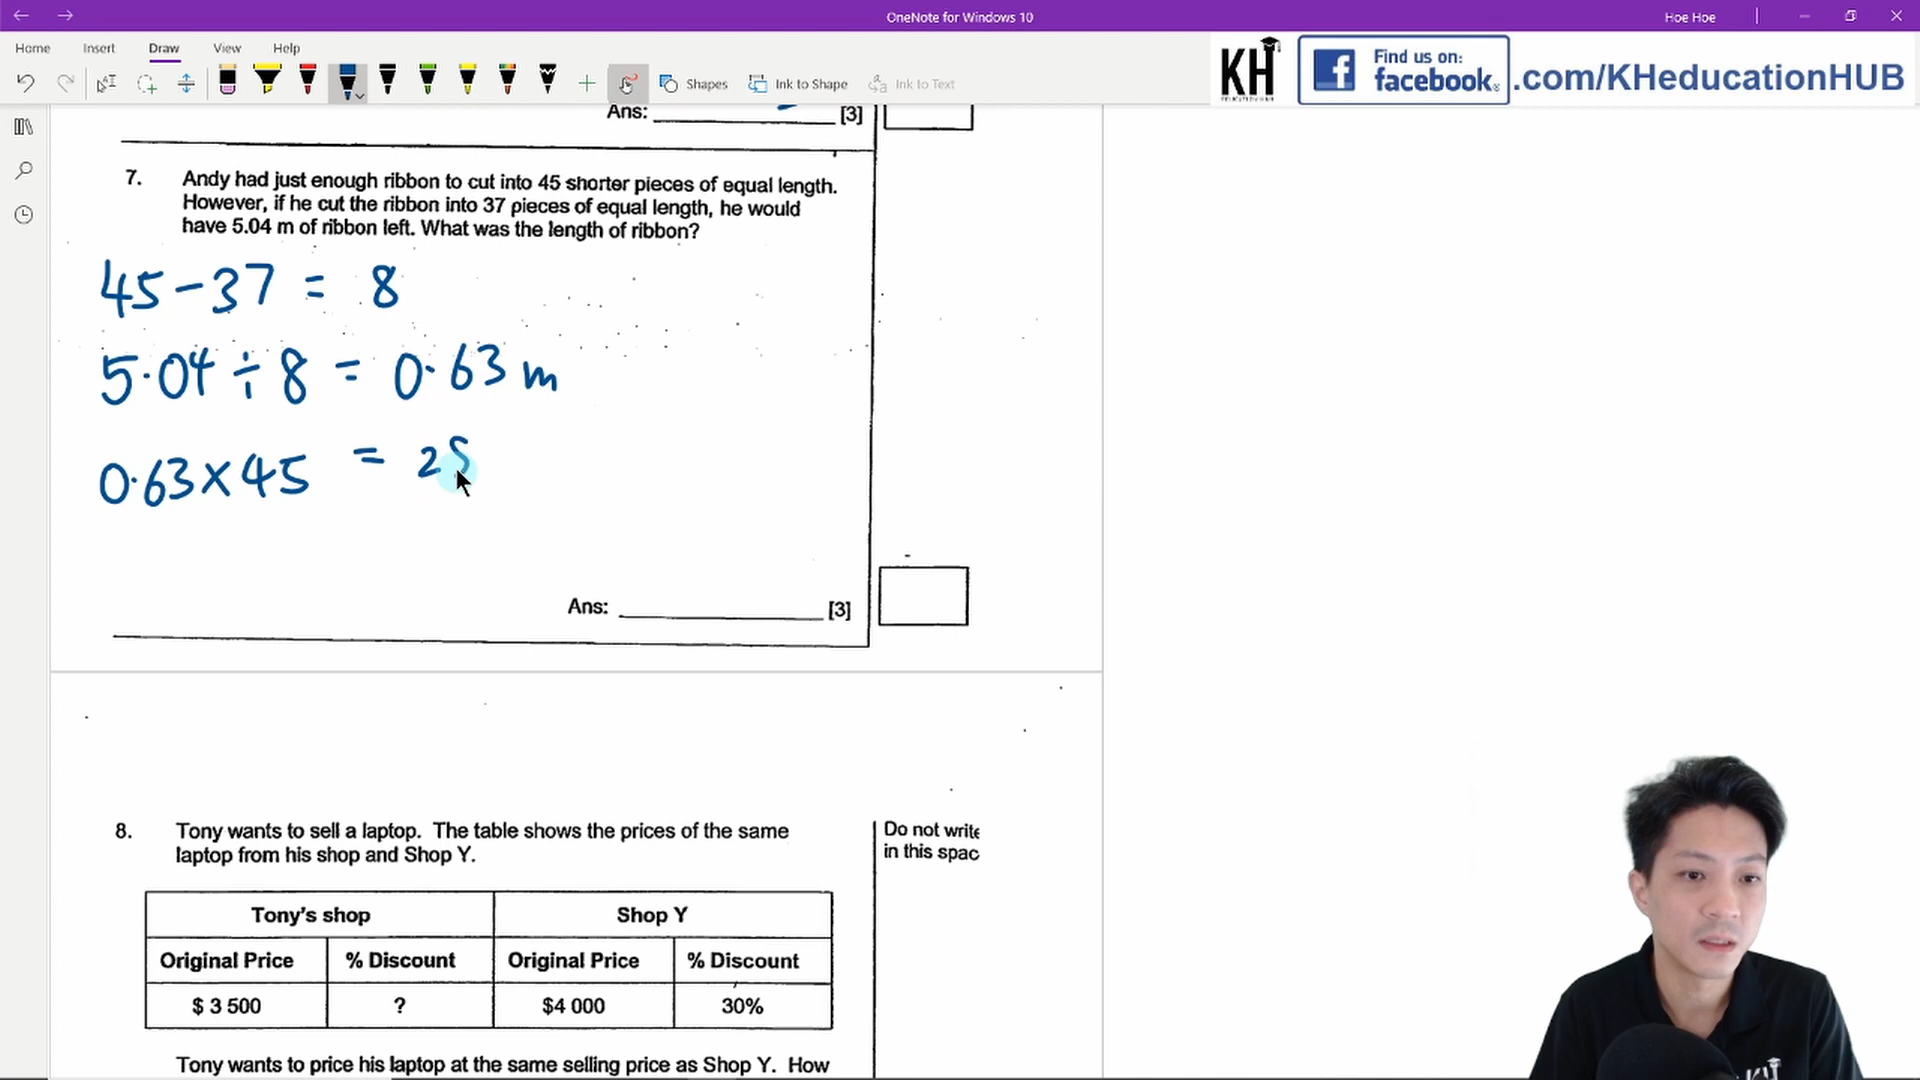 OneNote for Windows 10
Hoe Hoe
Home Insert Draw View Help
Shapes Ink to Shape Ink to Text
KH
Find us on:
facebook .com/KHeducationHUB
Ans: [3]
7. Andy had just enough ribbon to cut into 45 shorter pieces of equal length.
However, if he cut the ribbon into 37 pieces of equal length, he would
have 5.04 m of ribbon left. What was the length of ribbon?
45 - 37 = 8
5.04 ÷ 8 = 0.63 m
0.63 x 45 = 2
Ans: [3]
8. Tony wants to sell a laptop. The table shows the prices of the same
laptop from his shop and Shop Y.
Do not write
in this spac
Tony's shop Shop Y
Original Price % Discount Original Price % Discount
$ 3 500 ? $4 000 30%
Tony wants to price his laptop at the same selling price as Shop Y. How
KH